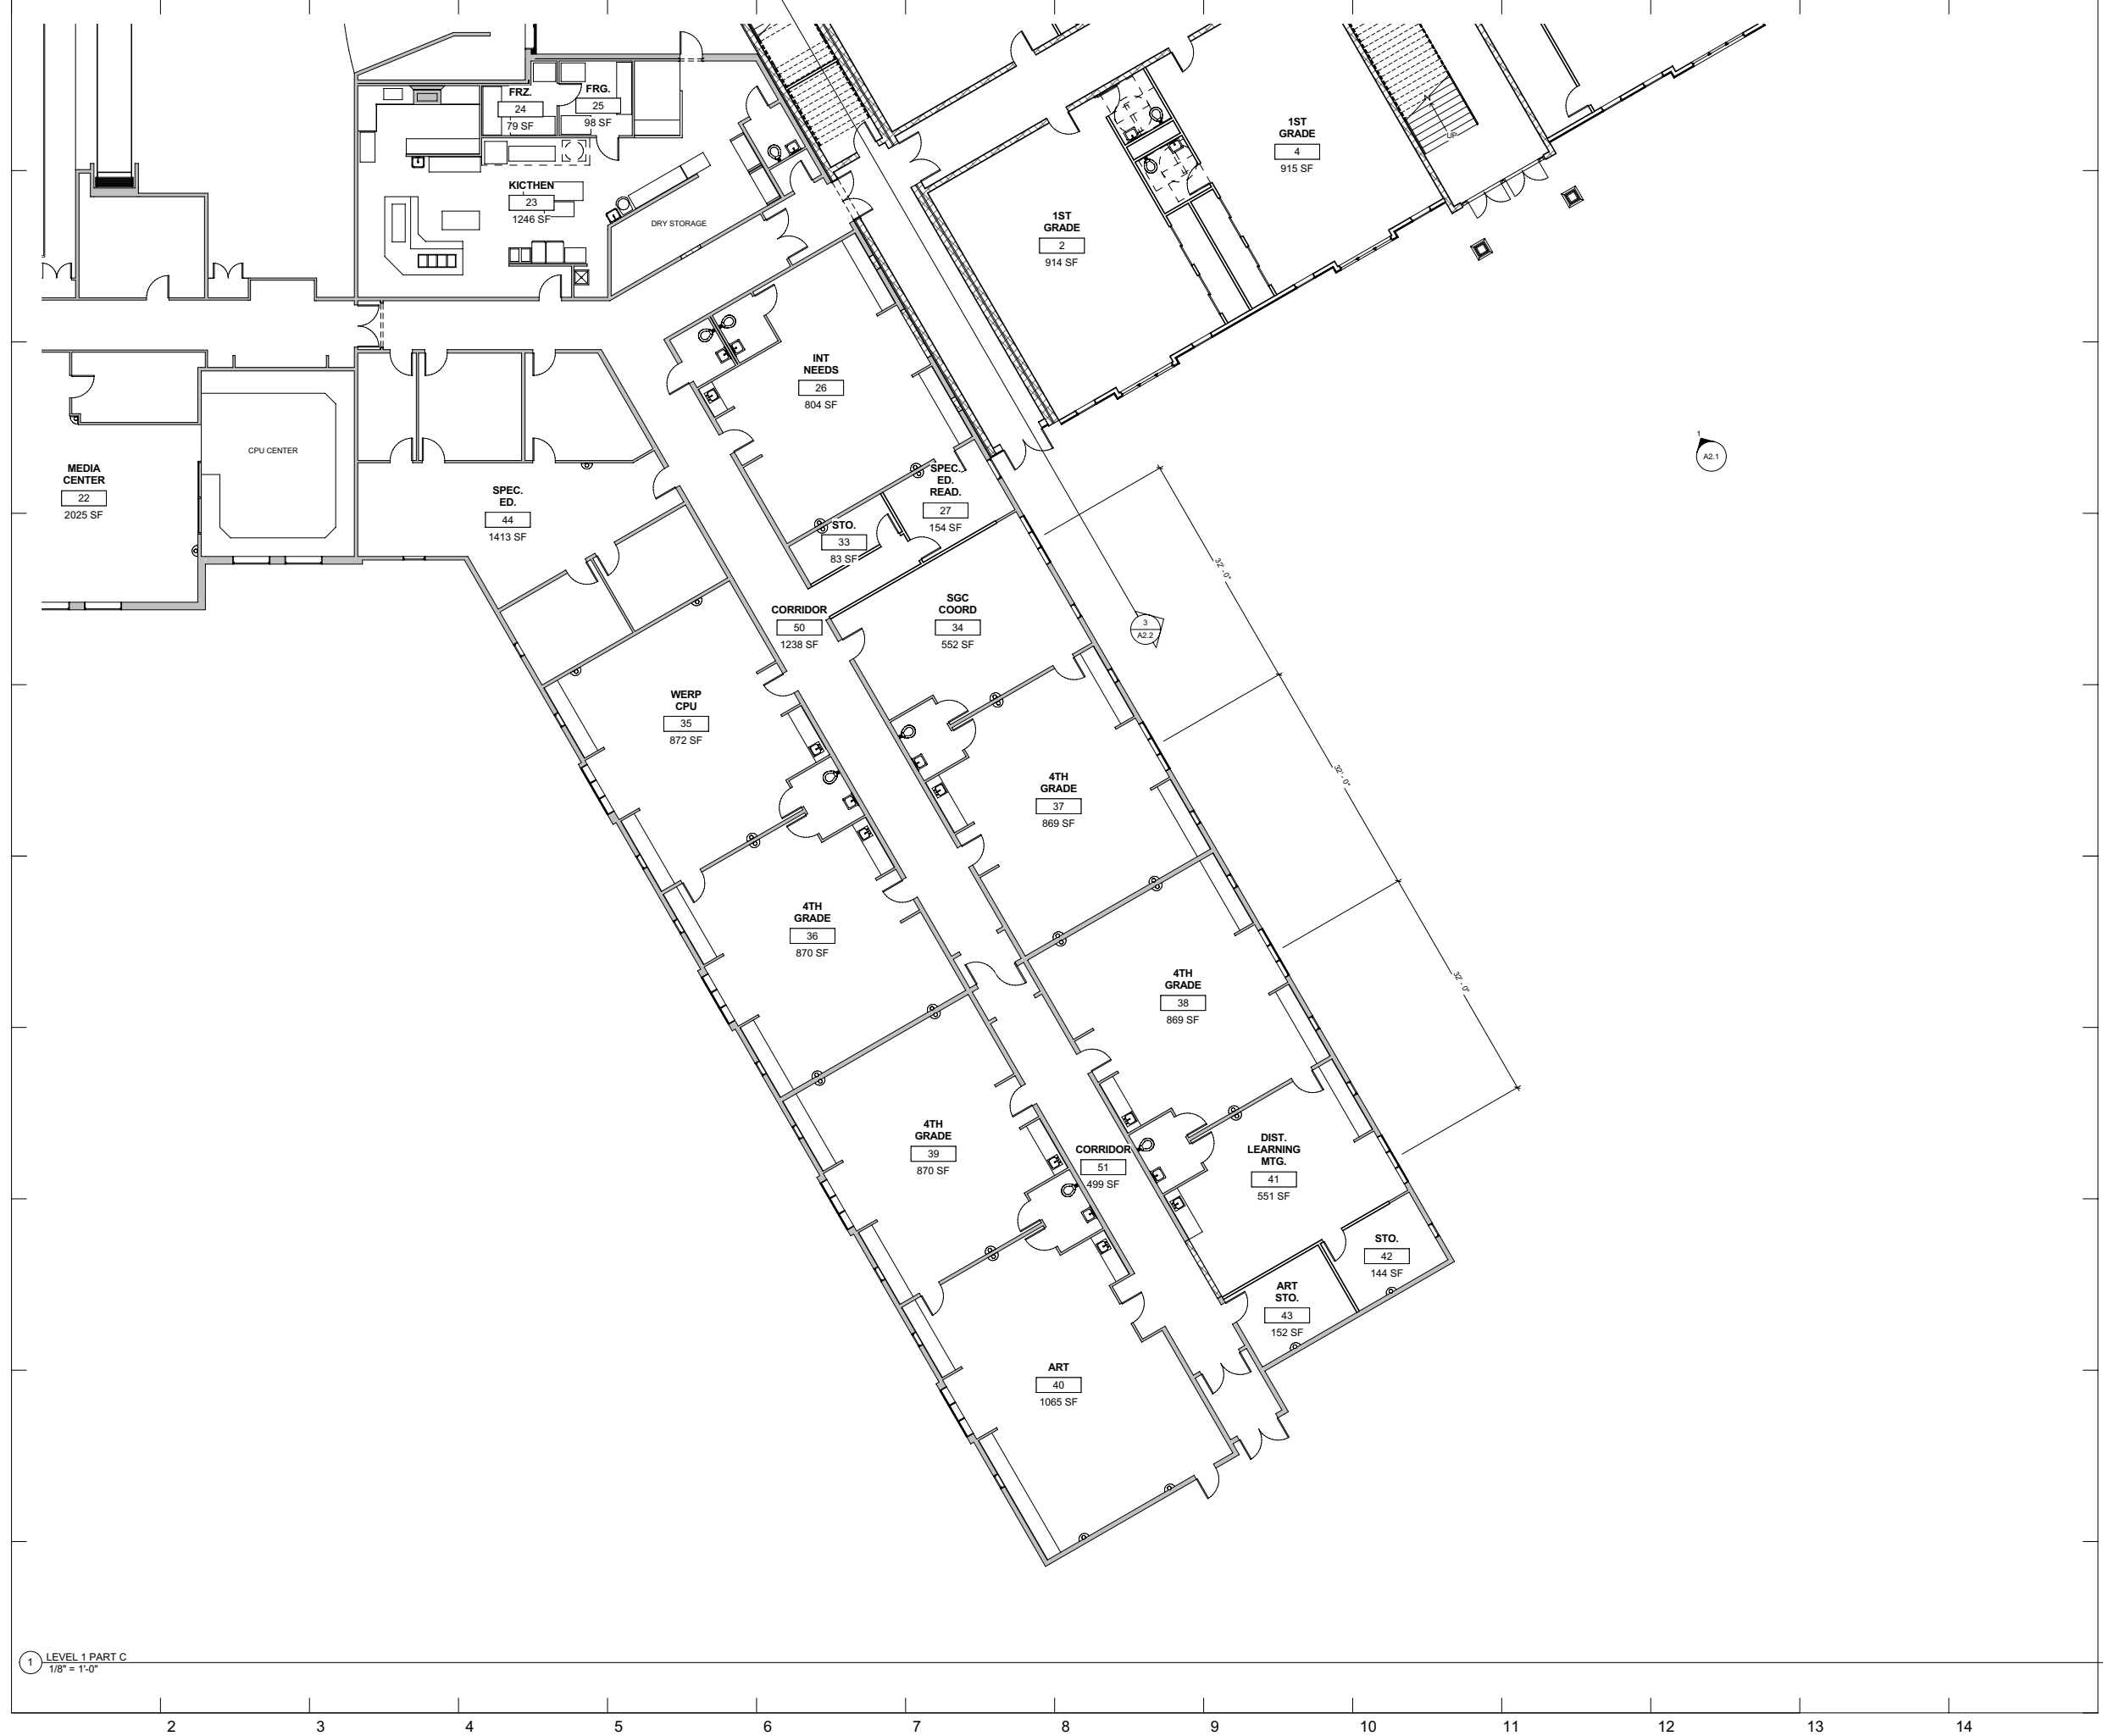 FRZ.
24
79 SF
FRG.
25
98 SF
KICTHEN
23
1246 SF
DRY STORAGE
1ST
GRADE
2
914 SF
1ST
GRADE
4
915 SF
UP
INT
NEEDS
26
804 SF
CPU CENTER
MEDIA
CENTER
22
2025 SF
SPEC.
ED.
44
1413 SF
SPEC.
ED.
READ.
27
154 SF
STO.
33
83 SF
1
A2.1
32' - 0"
CORRIDOR
50
1238 SF
SGC
COORD
34
552 SF
3
A2.2
WERP
CPU
35
872 SF
4TH
GRADE
37
869 SF
32' - 0"
4TH
GRADE
36
870 SF
4TH
GRADE
38
869 SF
32' - 0"
4TH
GRADE
39
870 SF
CORRIDOR
51
499 SF
DIST.
LEARNING
MTG.
41
551 SF
STO.
42
144 SF
ART
STO.
43
152 SF
ART
40
1065 SF
1
LEVEL 1 PART C
1/8" = 1'-0"
2 3 4 5 6 7 8 9 10 11 12 13 14